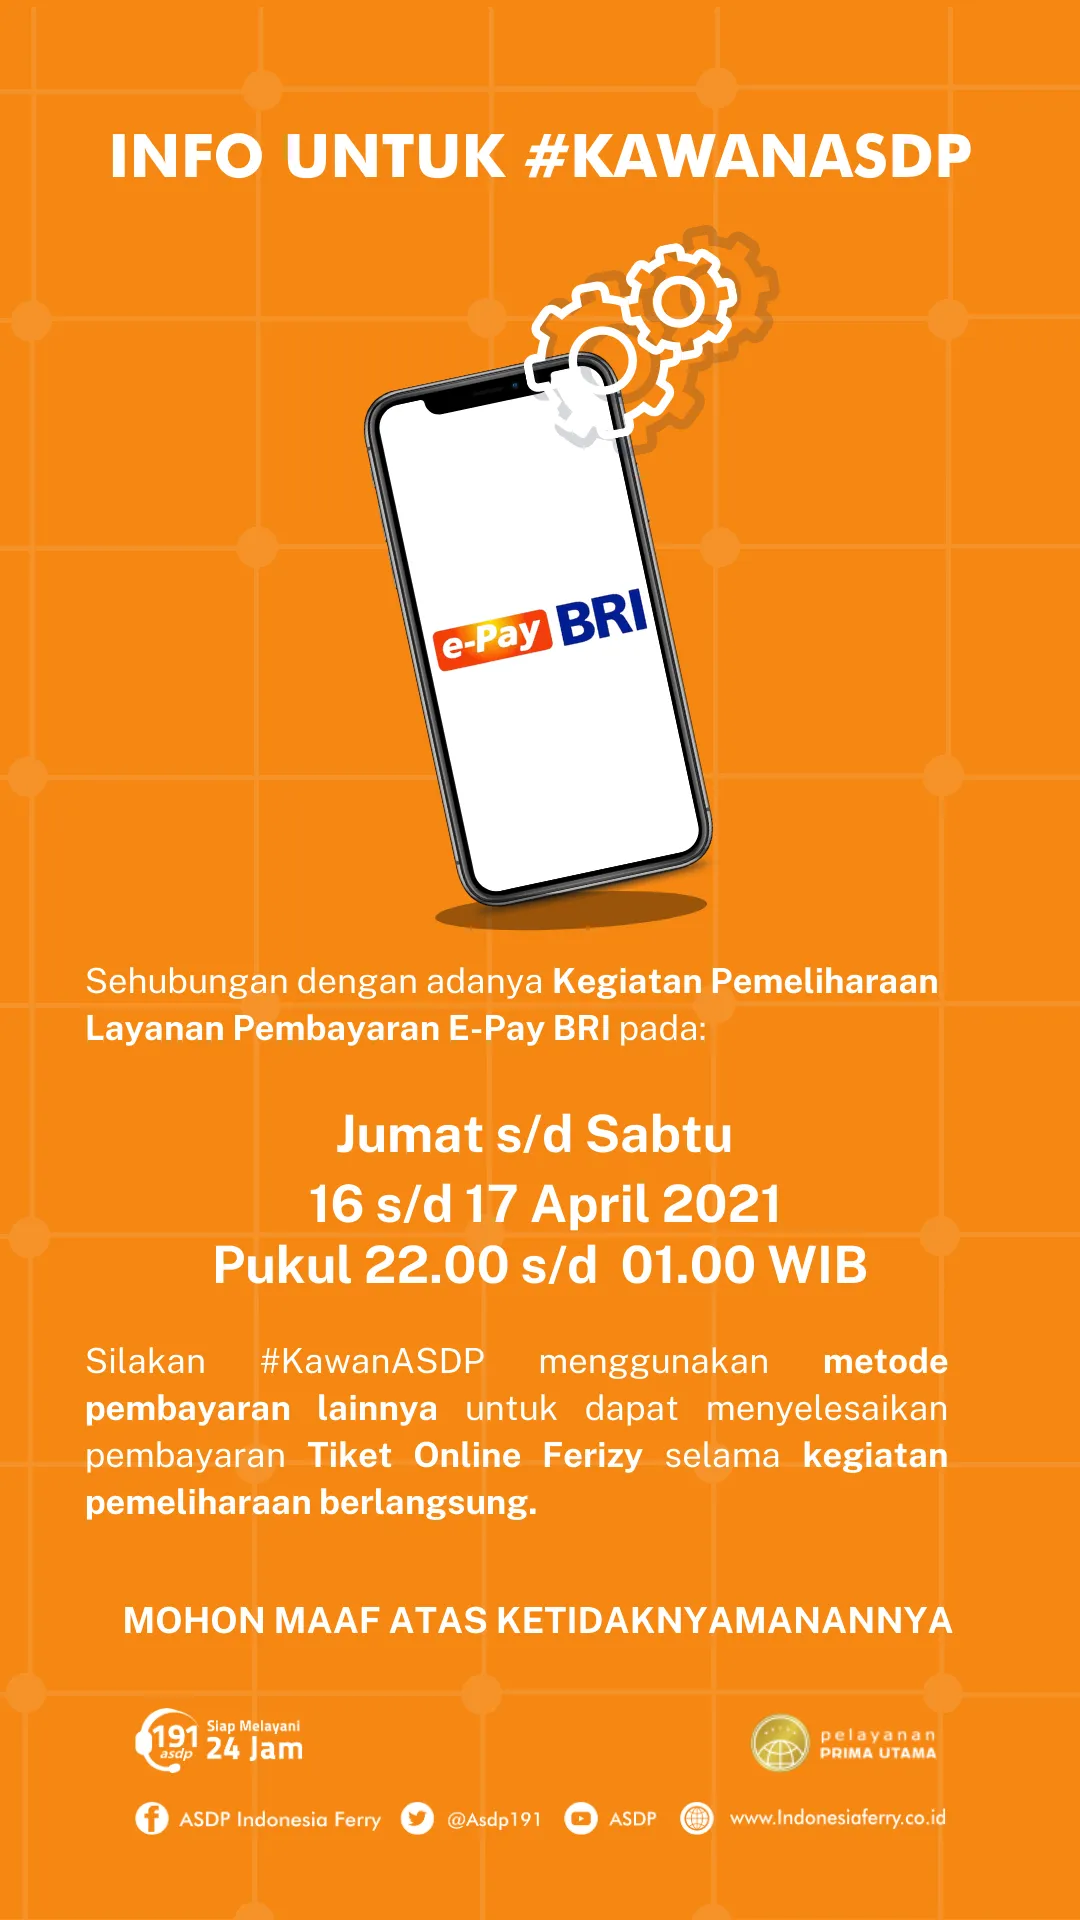 INFO UNTUK #KAWANASDP
e-Pay BRI
Sehubungan dengan adanya Kegiatan Pemeliharaan
Layanan Pembayaran E-Pay BRI pada:
Jumat s/d Sabtu
16 s/d 17 April 2021
Pukul 22.00 s/d 01.00 WIB
Silakan #KawanASDP menggunakan metode
pembayaran lainnya untuk dapat menyelesaikan
pembayaran Tiket Online Ferizy selama kegiatan
pemeliharaan berlangsung.
MOHON MAAF ATAS KETIDAKNYAMANANNYA
191 asdp
Siap Melayani
24 Jam
pelayanan
PRIMA UTAMA
ASDP Indonesia Ferry @Asdp191 ASDP www.Indonesiaferry.co.id